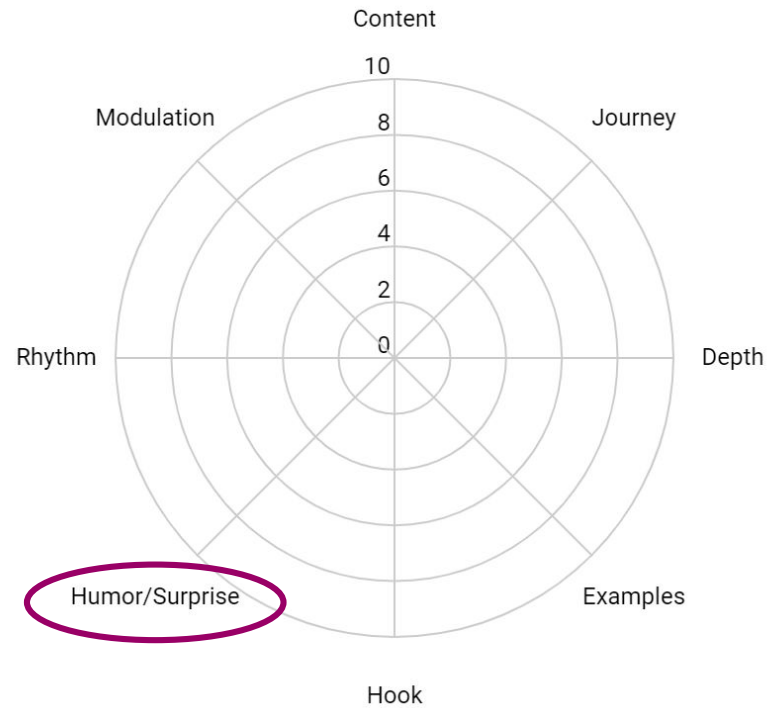 Content
10
Modulation
8
Journey
6
4
2
0
Rhythm
Depth
Humor/Surprise
Examples
Hook